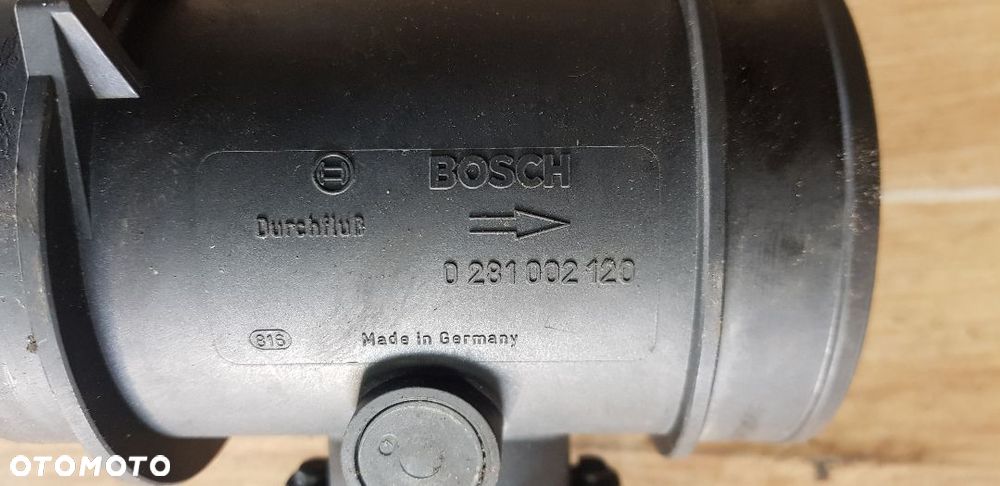 BOSCH
Durchfluß
0 281 002 120
816
Made in Germany
OTOMOTO